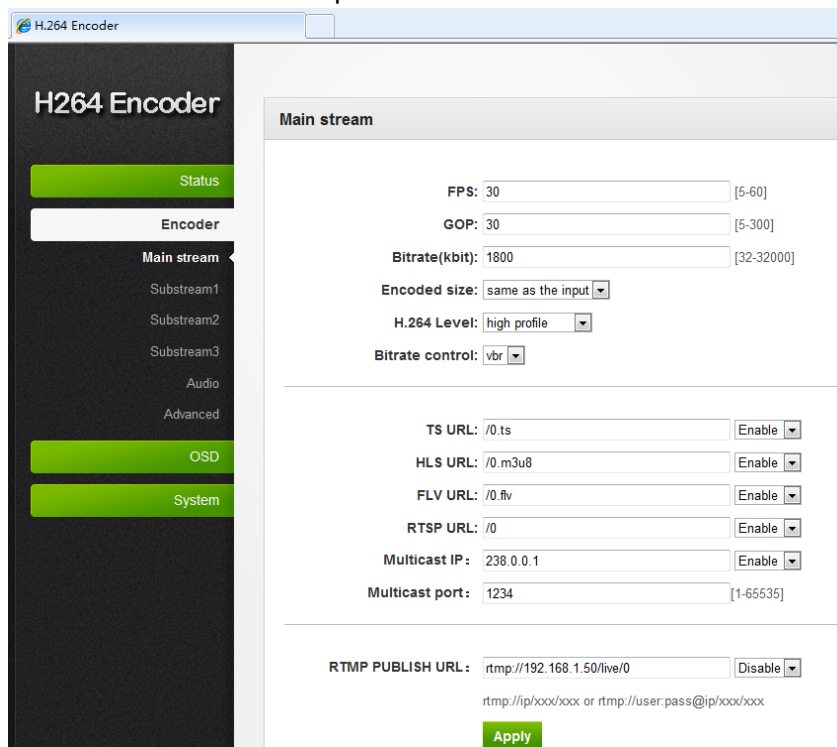 H.264 Encoder
H264 Encoder
Status
Encoder
Main stream
Substream1
Substream2
Substream3
Audio
Advanced
OSD
System
Main stream
FPS: 30 [5-60]
GOP: 30 [5-300]
Bitrate(kbit): 1800 [32-32000]
Encoded size: same as the input
H.264 Level: high profile
Bitrate control: vbr
TS URL: /0.ts Enable
HLS URL: /0.m3u8 Enable
FLV URL: /0.flv Enable
RTSP URL: /0 Enable
Multicast IP： 238.0.0.1 Enable
Multicast port： 1234 [1-65535]
RTMP PUBLISH URL： rtmp://192.168.1.50/live/0 Disable
rtmp://ip/xxx/xxx or rtmp://user:pass@ip/xxx/xxx
Apply